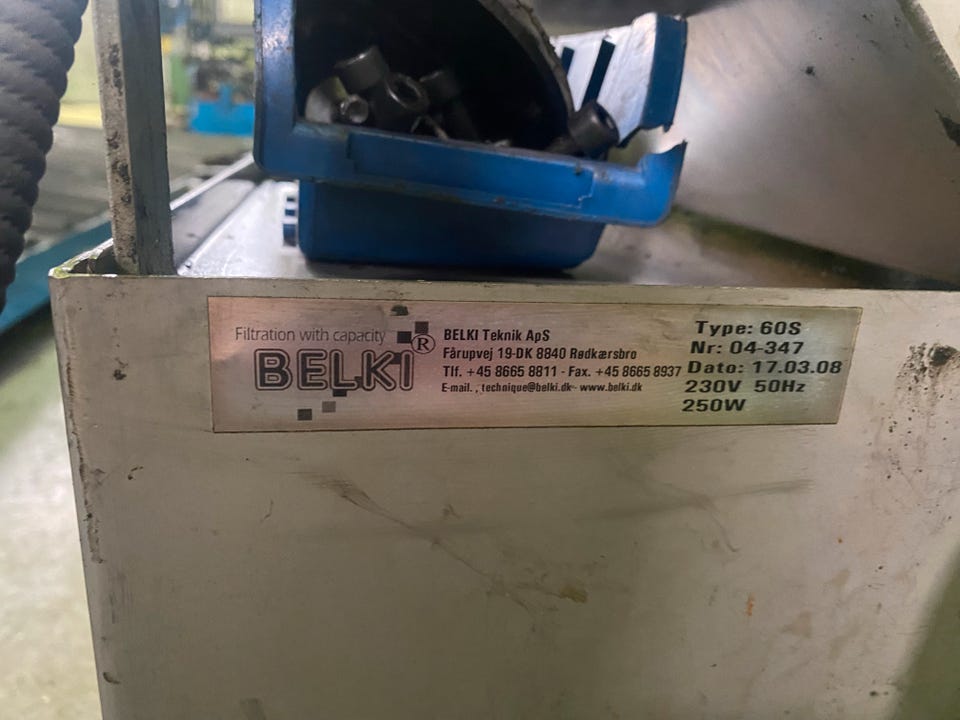 Filtration with capacity
BELKI®
BELKI Teknik ApS
Fårupvej 19-DK 8840 Rødkærsbro
Tlf. +45 8665 8811 - Fax. +45 8665 8937
E-mail. , technique@belki.dk - www.belki.dk
Type: 60S
Nr: 04-347
Dato: 17.03.08
230V 50Hz
250W